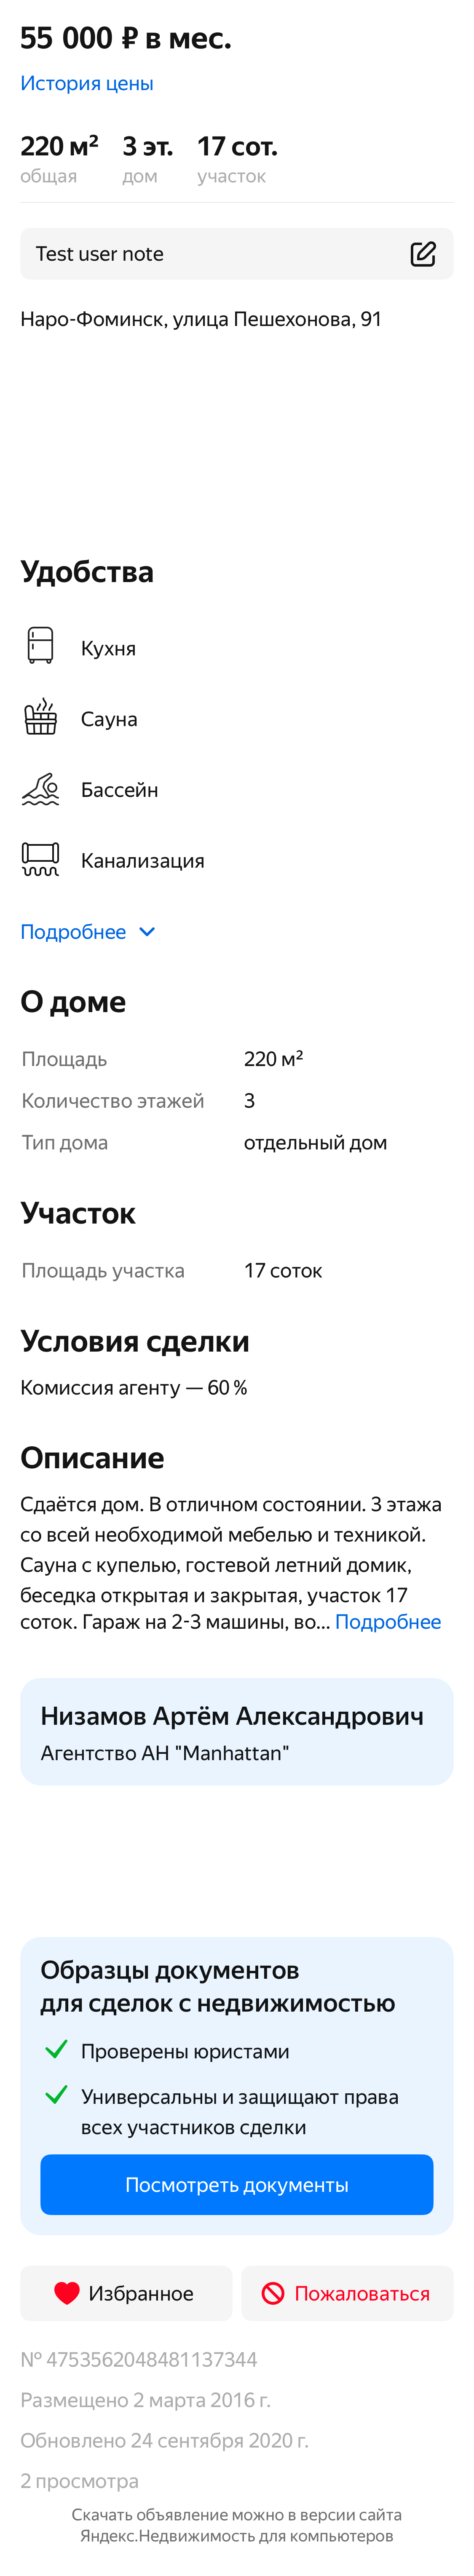 55 000 ₽ в мес.
История цены
220 м² 3 эт. 17 сот.
общая дом участок
Test user note
Наро-Фоминск, улица Пешехонова, 91
Удобства
Кухня
Сауна
Бассейн
Канализация
Подробнее
О доме
Площадь 220 м²
Количество этажей 3
Тип дома отдельный дом
Участок
Площадь участка 17 соток
Условия сделки
Комиссия агенту — 60 %
Описание
Сдаётся дом. В отличном состоянии. 3 этажа
со всей необходимой мебелью и техникой.
Сауна с купелью, гостевой летний домик,
беседка открытая и закрытая, участок 17
соток. Гараж на 2-3 машины, во... Подробнее
Низамов Артём Александрович
Агентство АН "Manhattan"
Образцы документов
для сделок с недвижимостью
Проверены юристами
Универсальны и защищают права
всех участников сделки
Посмотреть документы
Избранное Пожаловаться
№ 4753562048481137344
Размещено 2 марта 2016 г.
Обновлено 24 сентября 2020 г.
2 просмотра
Скачать объявление можно в версии сайта
Яндекс.Недвижимость для компьютеров